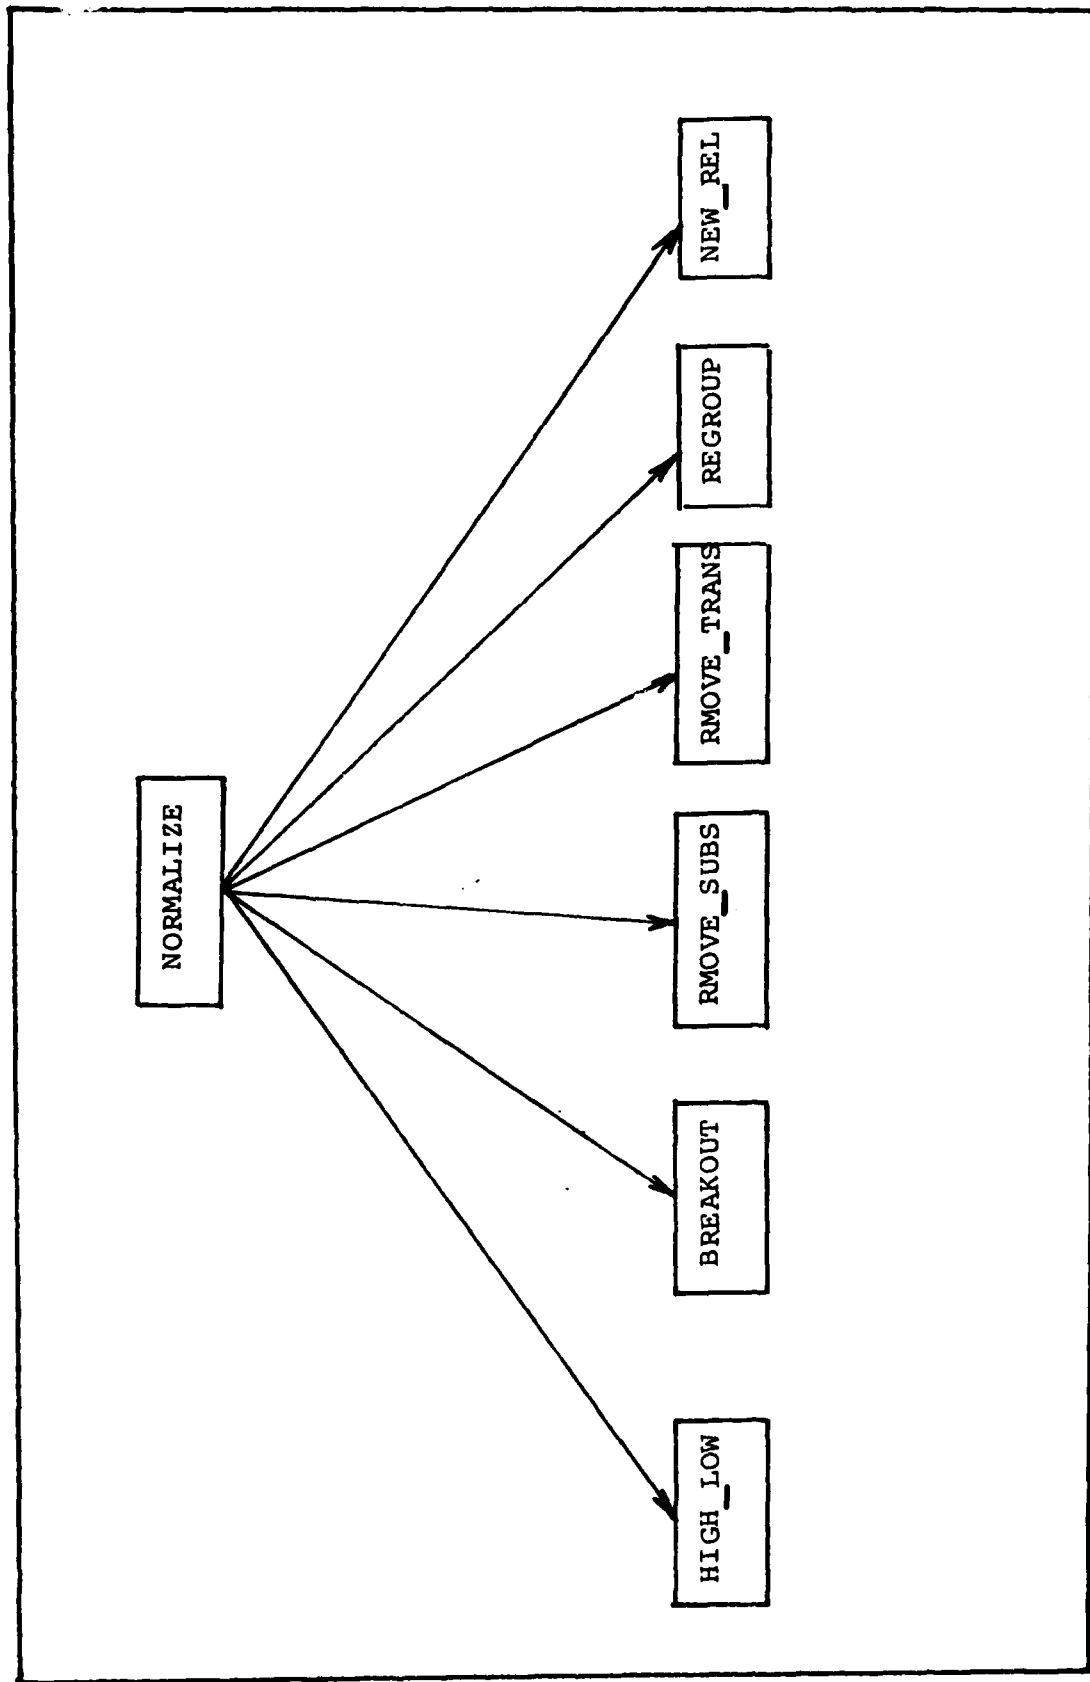 NORMALIZE
HIGH_LOW
BREAKOUT
RMOVE_SUBS
RMOVE_TRANS
REGROUP
NEW_REL